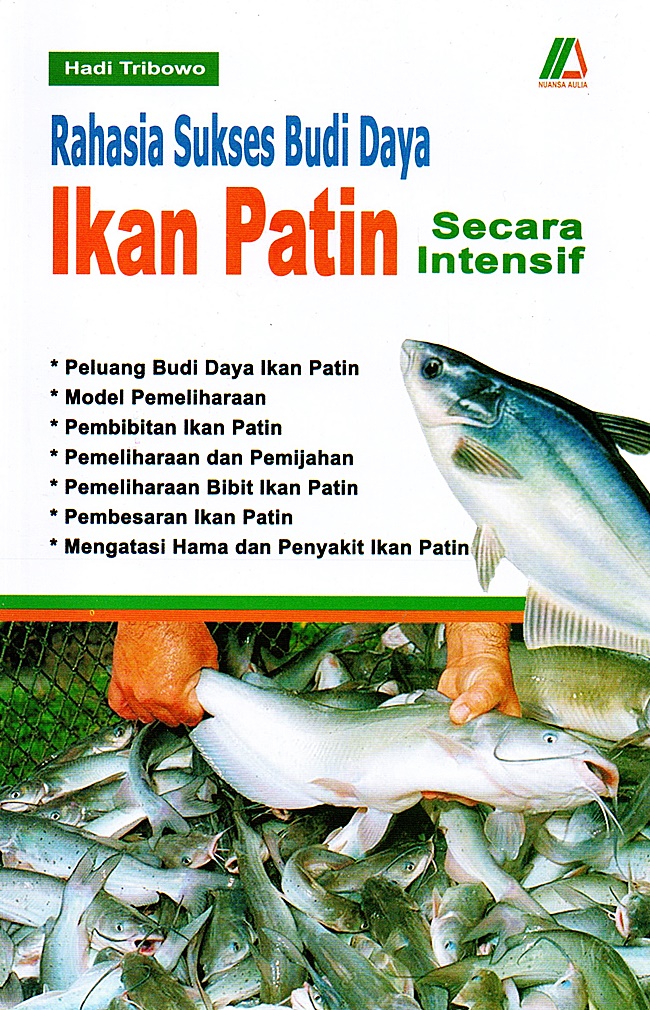 Hadi Tribowo
NUANSA AULIA
Rahasia Sukses Budi Daya
Ikan Patin
Secara
Intensif
* Peluang Budi Daya Ikan Patin
* Model Pemeliharaan
* Pembibitan Ikan Patin
* Pemeliharaan dan Pemijahan
* Pemeliharaan Bibit Ikan Patin
* Pembesaran Ikan Patin
* Mengatasi Hama dan Penyakit Ikan Patin